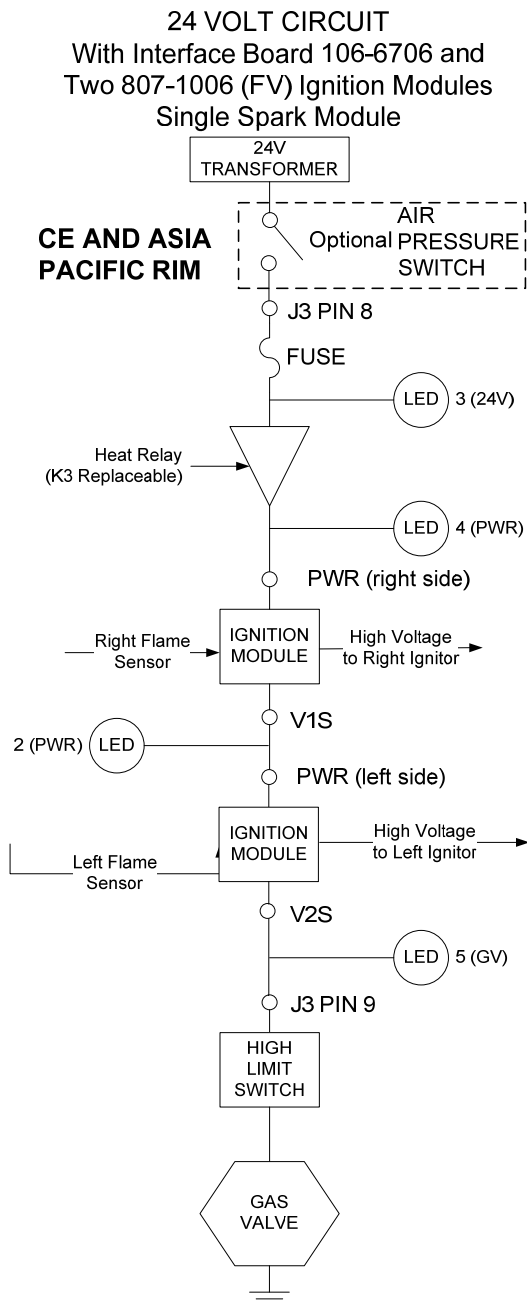 24 VOLT CIRCUIT
With Interface Board 106-6706 and
Two 807-1006 (FV) Ignition Modules
Single Spark Module
24V
TRANSFORMER
CE AND ASIA
PACIFIC RIM
Optional
AIR
PRESSURE
SWITCH
J3 PIN 8
FUSE
LED
3 (24V)
Heat Relay
(K3 Replaceable)
LED
4 (PWR)
PWR (right side)
Right Flame
Sensor
IGNITION
MODULE
High Voltage
to Right Ignitor
V1S
2 (PWR)
LED
PWR (left side)
Left Flame
Sensor
IGNITION
MODULE
High Voltage
to Left Ignitor
V2S
LED
5 (GV)
J3 PIN 9
HIGH
LIMIT
SWITCH
GAS
VALVE